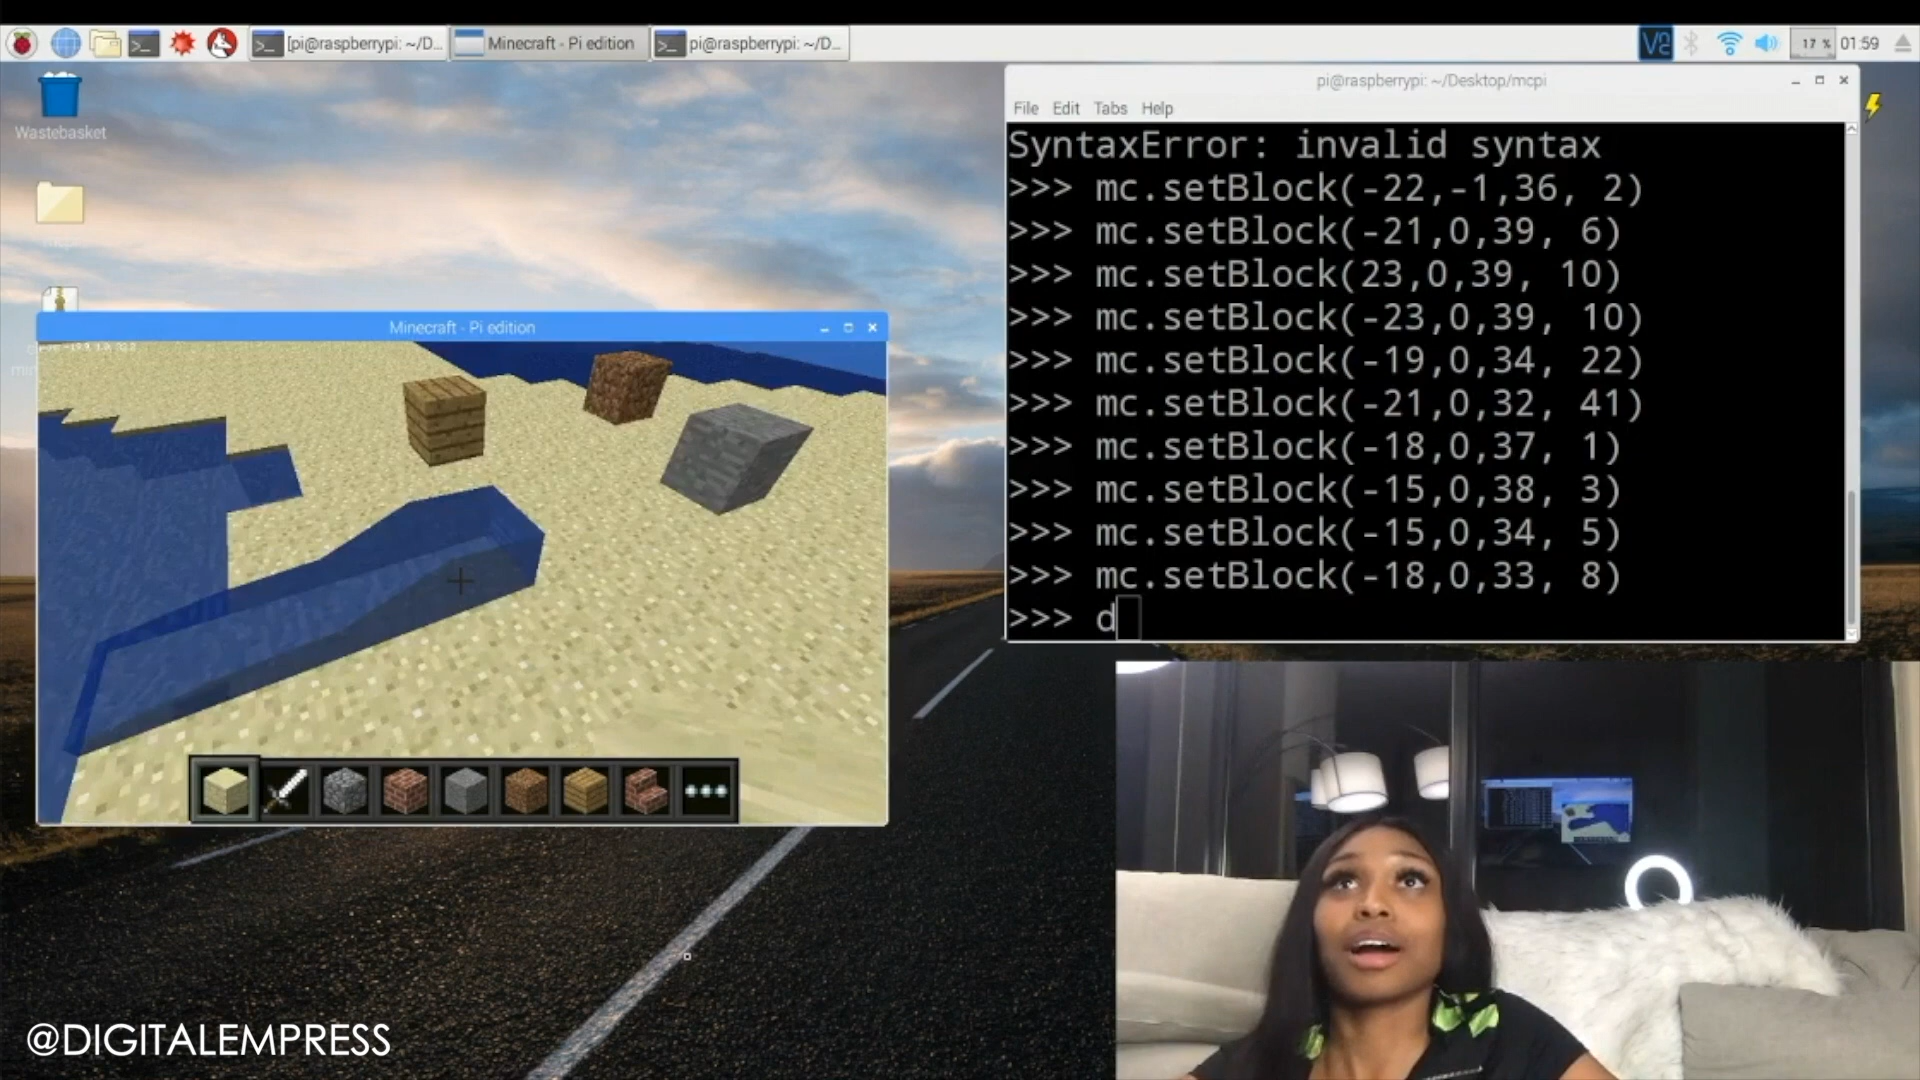 [pi@raspberrypi: ~/D...
Minecraft - Pi edition
pi@raspberrypi: ~/D...
17 %
01:59
Wastebasket
pi@raspberrypi: ~/Desktop/mcpi
File Edit Tabs Help
SyntaxError: invalid syntax
>>> mc.setBlock(-22,-1,36, 2)
>>> mc.setBlock(-21,0,39, 6)
>>> mc.setBlock(23,0,39, 10)
>>> mc.setBlock(-23,0,39, 10)
>>> mc.setBlock(-19,0,34, 22)
>>> mc.setBlock(-21,0,32, 41)
>>> mc.setBlock(-18,0,37, 1)
>>> mc.setBlock(-15,0,38, 3)
>>> mc.setBlock(-15,0,34, 5)
>>> mc.setBlock(-18,0,33, 8)
>>> d
Minecraft - Pi edition
@DIGITALEMPRESS